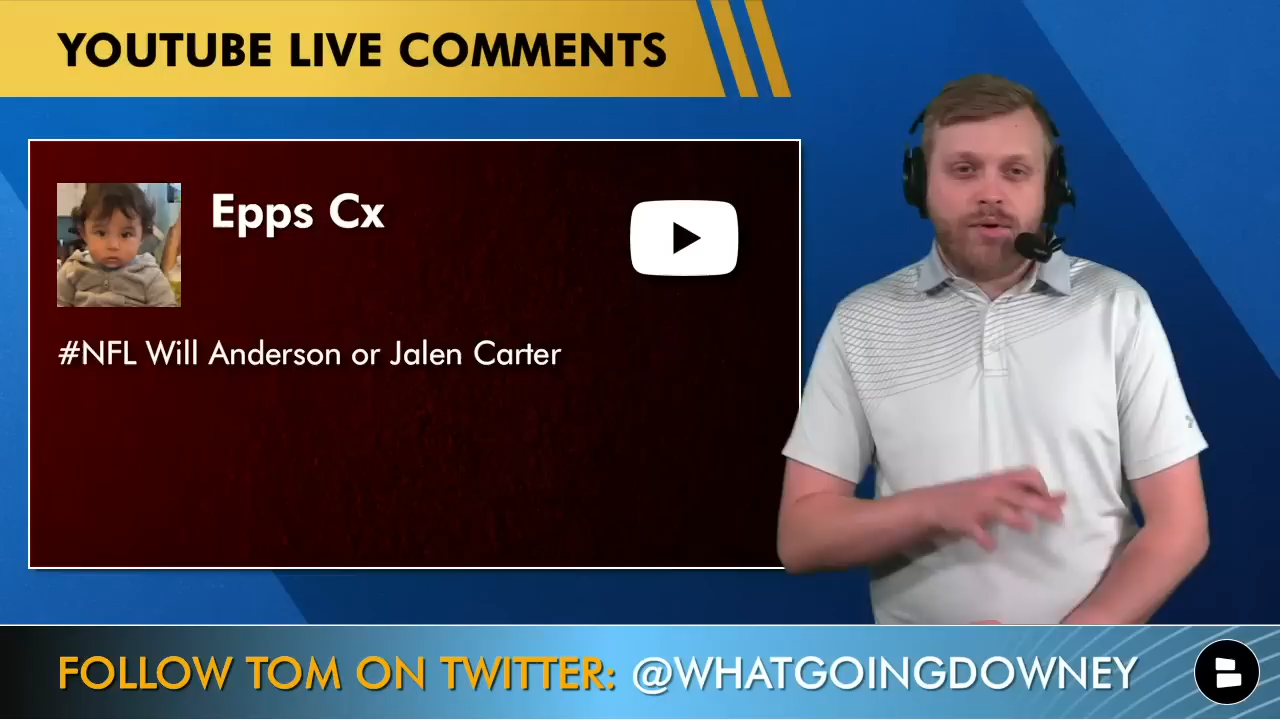 YOUTUBE LIVE COMMENTS
Epps Cx
#NFL Will Anderson or Jalen Carter
FOLLOW TOM ON TWITTER: @WHATGOINGDOWNEY